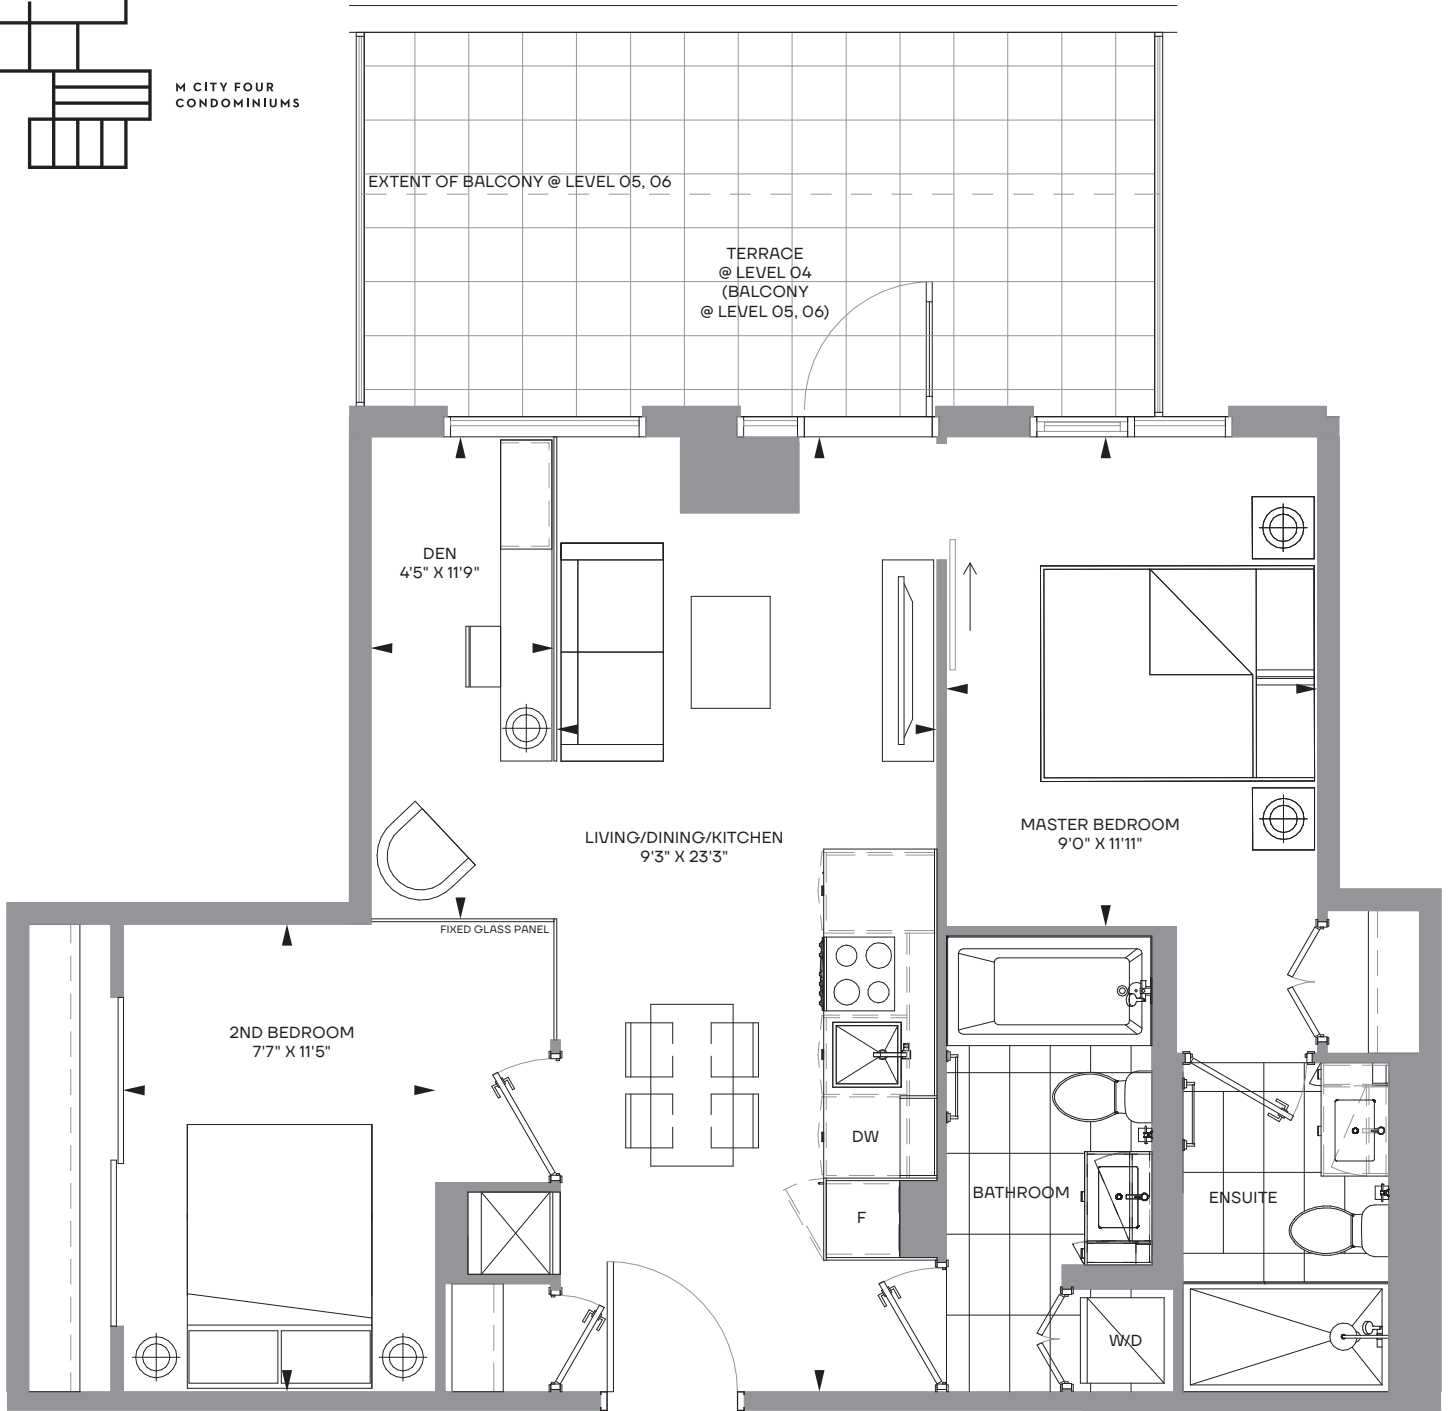 M CITY FOUR
CONDOMINIUMS
EXTENT OF BALCONY @ LEVEL 05, 06
TERRACE
@ LEVEL 04
(BALCONY
@ LEVEL 05, 06)
DEN
4'5" X 11'9"
LIVING/DINING/KITCHEN
9'3" X 23'3"
MASTER BEDROOM
9'0" X 11'11"
FIXED GLASS PANEL
2ND BEDROOM
7'7" X 11'5"
DW
F
BATHROOM
ENSUITE
W/D